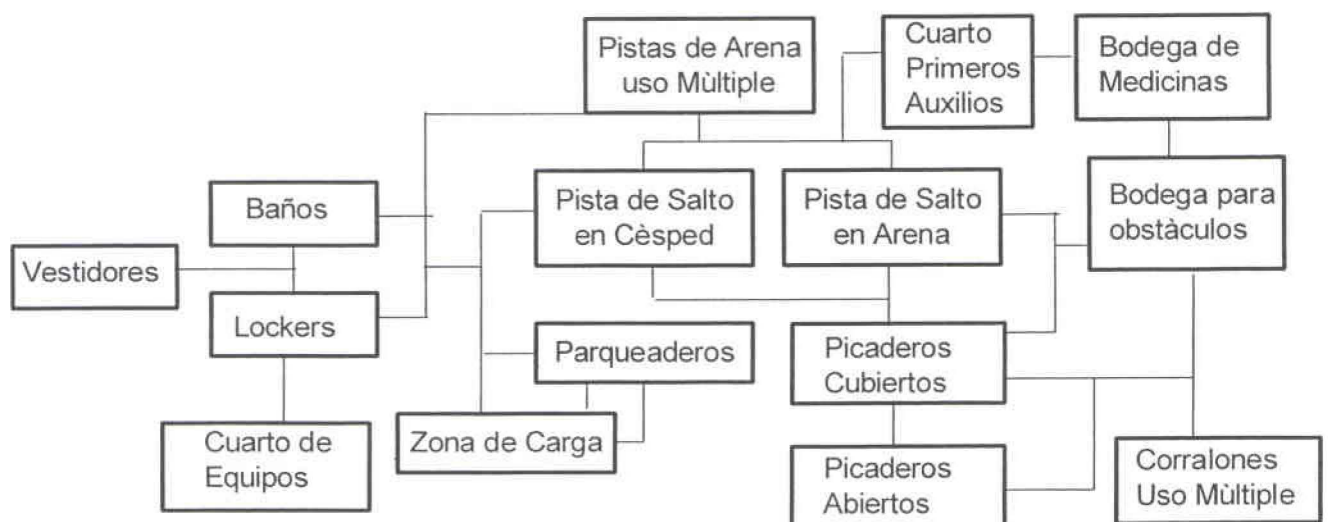 Pistas de Arena
uso Mùltiple
Cuarto
Primeros
Auxilios
Bodega de
Medicinas
Baños
Pista de Salto
en Cèsped
Pista de Salto
en Arena
Bodega para
obstàculos
Vestidores
Lockers
Parqueaderos
Picaderos
Cubiertos
Cuarto de
Equipos
Zona de Carga
Picaderos
Abiertos
Corralones
Uso Mùltiple